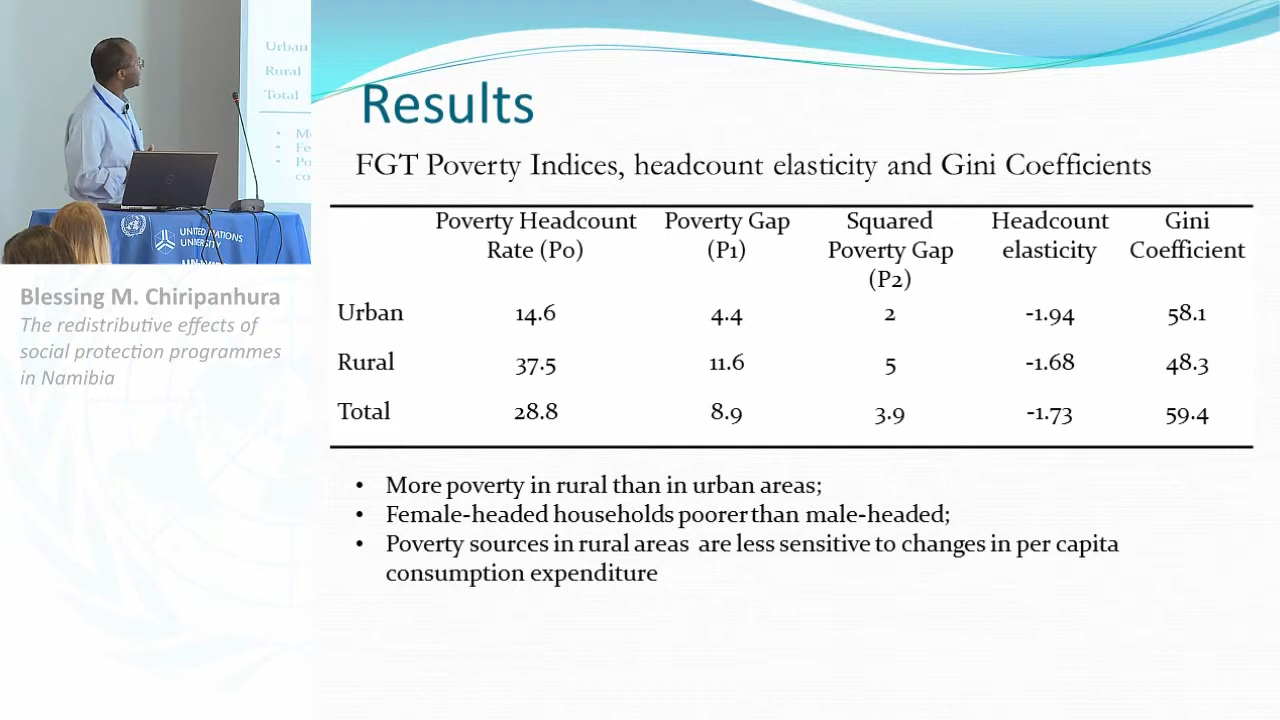 Urban
Rural
Total
UNITED NATIONS
UNIVERSITY
Blessing M. Chiripanhura
The redistributive effects of
social protection programmes
in Namibia
Results
FGT Poverty Indices, headcount elasticity and Gini Coefficients
Poverty Headcount Rate (P0) Poverty Gap (P1) Squared Poverty Gap (P2) Headcount elasticity Gini Coefficient
Urban 14.6 4.4 2 -1.94 58.1
Rural 37.5 11.6 5 -1.68 48.3
Total 28.8 8.9 3.9 -1.73 59.4
• More poverty in rural than in urban areas;
• Female-headed households poorer than male-headed;
• Poverty sources in rural areas are less sensitive to changes in per capita
consumption expenditure